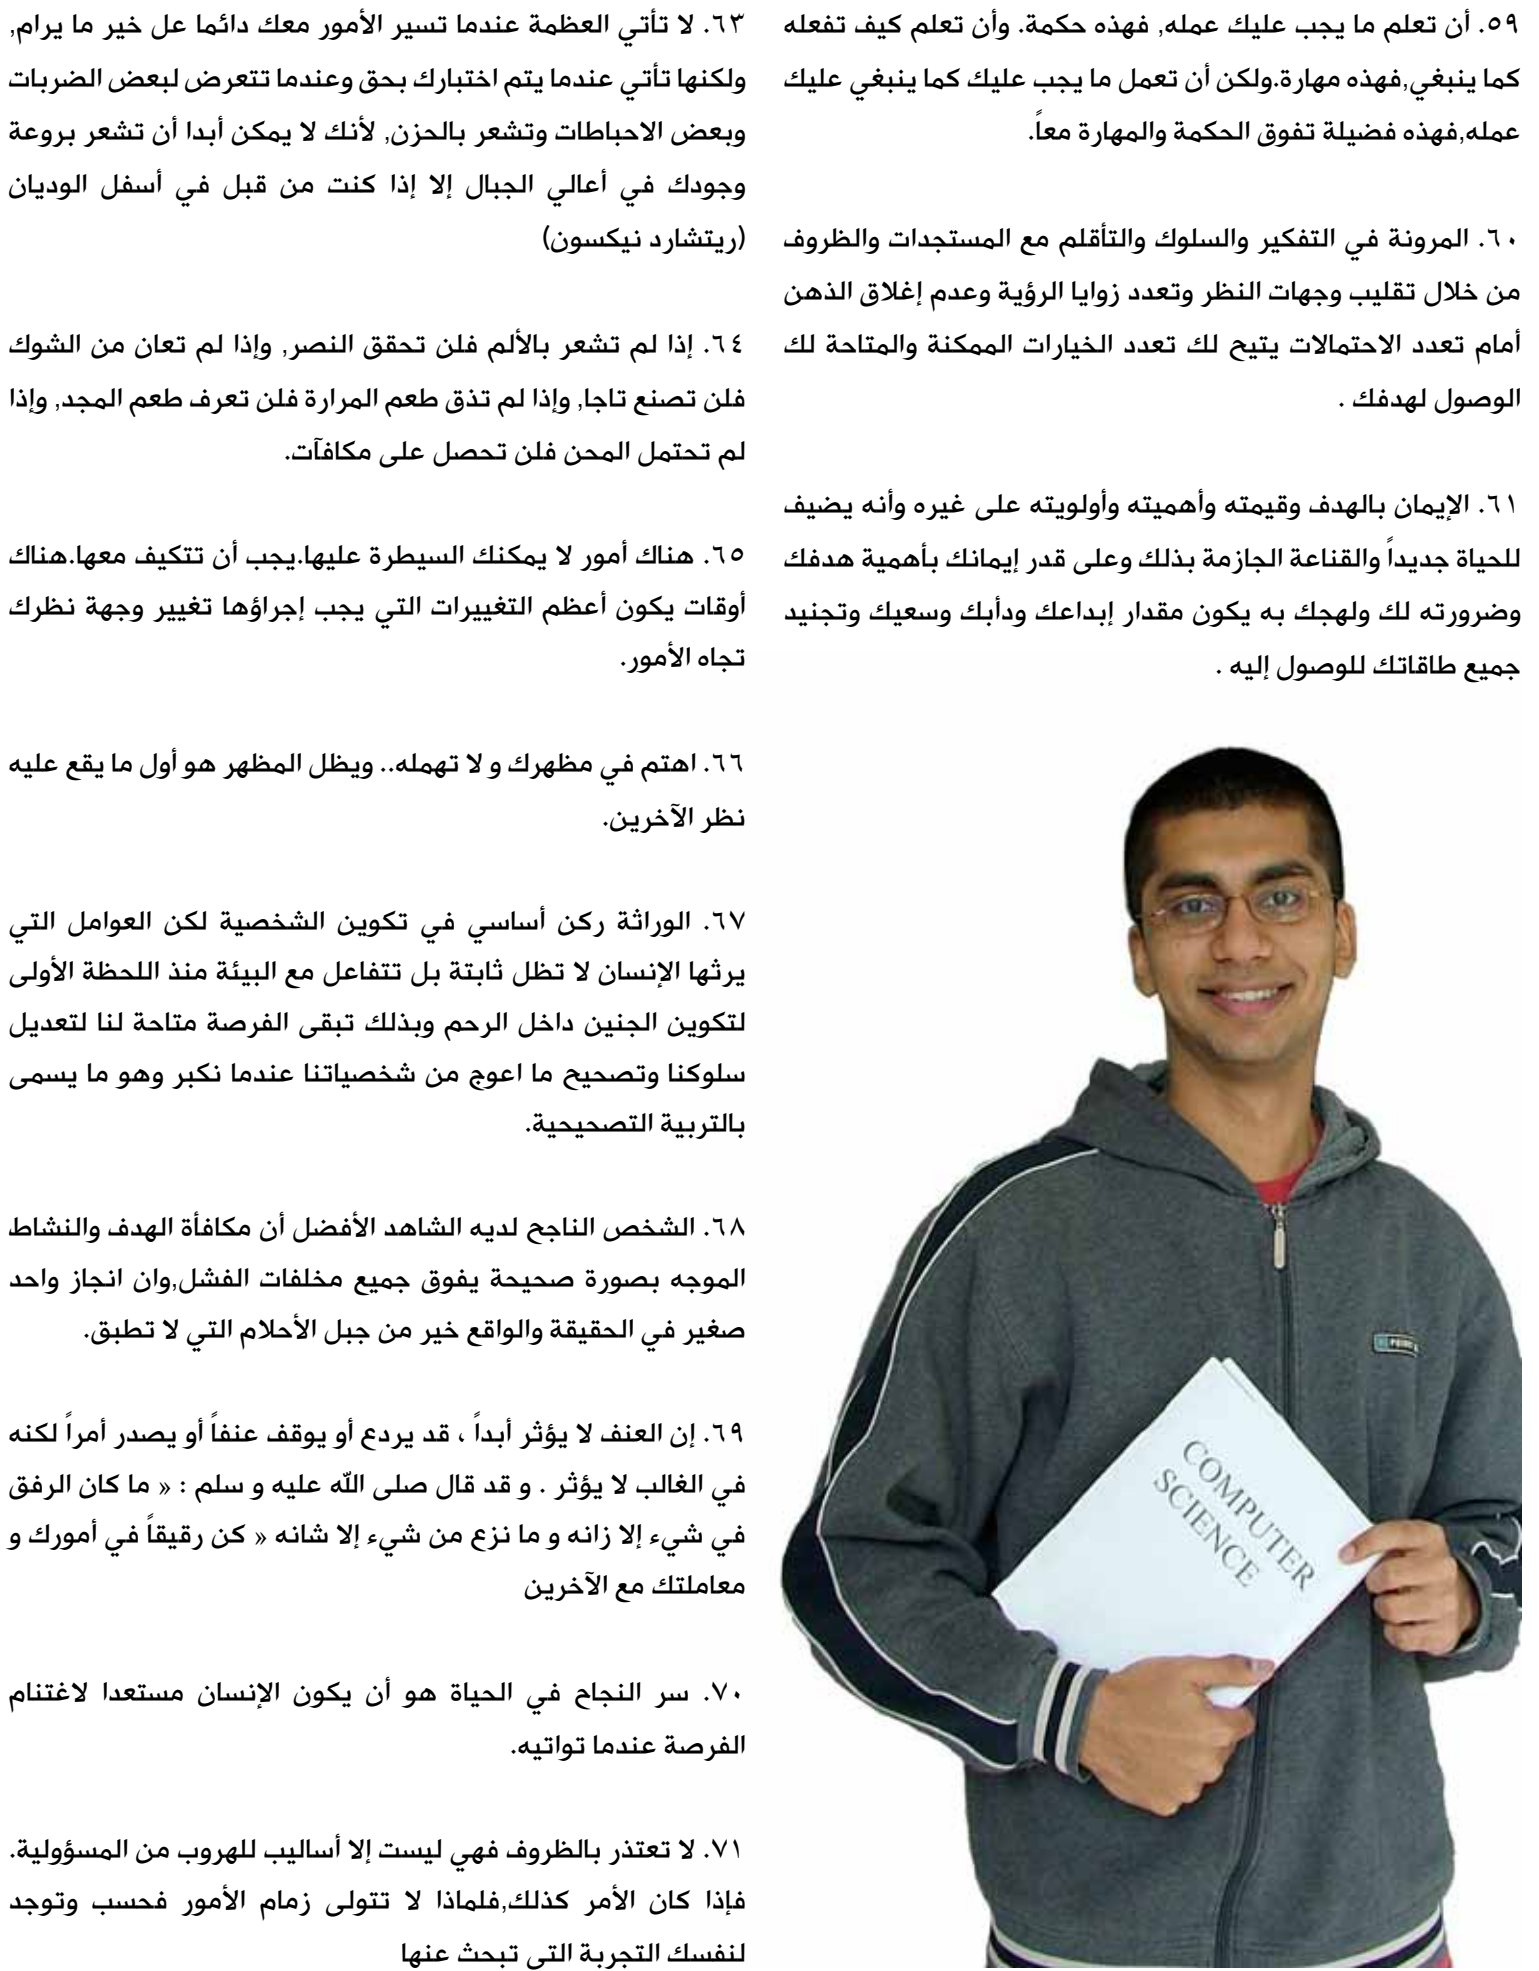 ٥٩. أن تعلم ما يجب عليك عمله, فهذه حكمة. وأن تعلم كيف تفعله
كما ينبغي,فهذه مهارة.ولكن أن تعمل ما يجب عليك كما ينبغي عليك
عمله,فهذه فضيلة تفوق الحكمة والمهارة معاً.
٦٠. المرونة في التفكير والسلوك والتأقلم مع المستجدات والظروف
من خلال تقليب وجهات النظر وتعدد زوايا الرؤية وعدم إغلاق الذهن
أمام تعدد الاحتمالات يتيح لك تعدد الخيارات الممكنة والمتاحة لك
الوصول لهدفك .
٦١. الإيمان بالهدف وقيمته وأهميته وأولويته على غيره وأنه يضيف
للحياة جديداً والقناعة الجازمة بذلك وعلى قدر إيمانك بأهمية هدفك
وضرورته لك ولهجك به يكون مقدار إبداعك ودأبك وسعيك وتجنيد
جميع طاقاتك للوصول إليه .
COMPUTER
SCIENCE
٦٣. لا تأتي العظمة عندما تسير الأمور معك دائما عل خير ما يرام,
ولكنها تأتي عندما يتم اختبارك بحق وعندما تتعرض لبعض الضربات
وبعض الاحباطات وتشعر بالحزن, لأنك لا يمكن أبدا أن تشعر بروعة
وجودك في أعالي الجبال إلا إذا كنت من قبل في أسفل الوديان
(ريتشارد نيكسون)
٦٤. إذا لم تشعر بالألم فلن تحقق النصر, وإذا لم تعان من الشوك
فلن تصنع تاجا, وإذا لم تذق طعم المرارة فلن تعرف طعم المجد, وإذا
لم تحتمل المحن فلن تحصل على مكافآت.
٦٥. هناك أمور لا يمكنك السيطرة عليها.يجب أن تتكيف معها.هناك
أوقات يكون أعظم التغييرات التي يجب إجراؤها تغيير وجهة نظرك
تجاه الأمور.
٦٦. اهتم في مظهرك و لا تهمله.. ويظل المظهر هو أول ما يقع عليه
نظر الآخرين.
٦٧. الوراثة ركن أساسي في تكوين الشخصية لكن العوامل التي
يرثها الإنسان لا تظل ثابتة بل تتفاعل مع البيئة منذ اللحظة الأولى
لتكوين الجنين داخل الرحم وبذلك تبقى الفرصة متاحة لنا لتعديل
سلوكنا وتصحيح ما اعوج من شخصياتنا عندما نكبر وهو ما يسمى
بالتربية التصحيحية.
٦٨. الشخص الناجح لديه الشاهد الأفضل أن مكافأة الهدف والنشاط
الموجه بصورة صحيحة يفوق جميع مخلفات الفشل,وان انجاز واحد
صغير في الحقيقة والواقع خير من جبل الأحلام التي لا تطبق.
٦٩. إن العنف لا يؤثر أبداً ، قد يردع أو يوقف عنفاً أو يصدر أمراً لكنه
في الغالب لا يؤثر . و قد قال صلى الله عليه و سلم : « ما كان الرفق
في شيء إلا زانه و ما نزع من شيء إلا شانه « كن رقيقاً في أمورك و
معاملتك مع الآخرين
٧٠. سر النجاح في الحياة هو أن يكون الإنسان مستعدا لاغتنام
الفرصة عندما تواتيه.
٧١. لا تعتذر بالظروف فهي ليست إلا أساليب للهروب من المسؤولية.
فإذا كان الأمر كذلك,فلماذا لا تتولى زمام الأمور فحسب وتوجد
لنفسك التجربة التي تبحث عنها